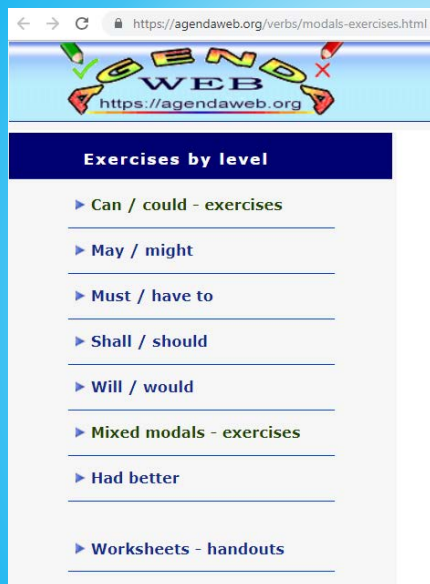 https://agendaweb.org/verbs/modals-exercises.html
AGENDA
WEB
https://agendaweb.org
Exercises by level
Can / could - exercises
May / might
Must / have to
Shall / should
Will / would
Mixed modals - exercises
Had better
Worksheets - handouts